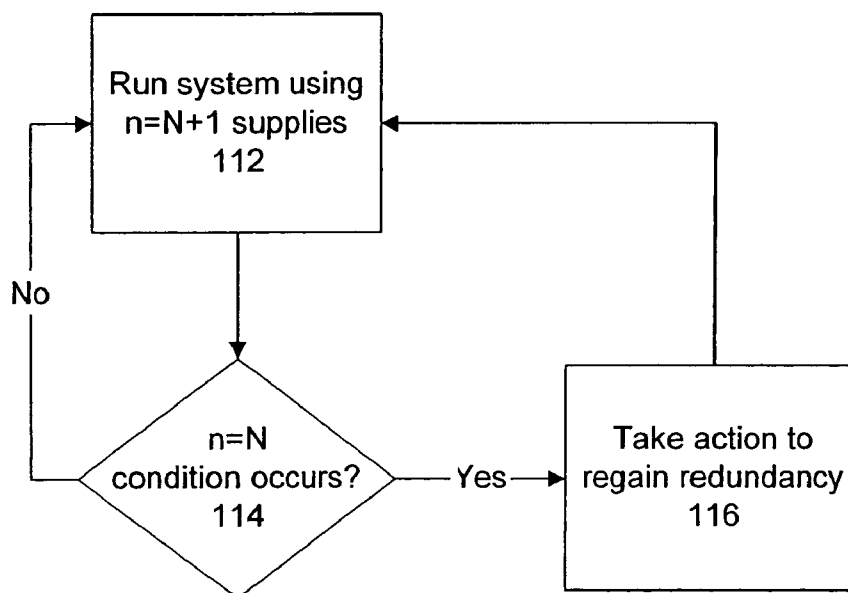 Run system using
n=N+1 supplies
112
No
n=N
condition occurs?
114
Yes
Take action to
regain redundancy
116